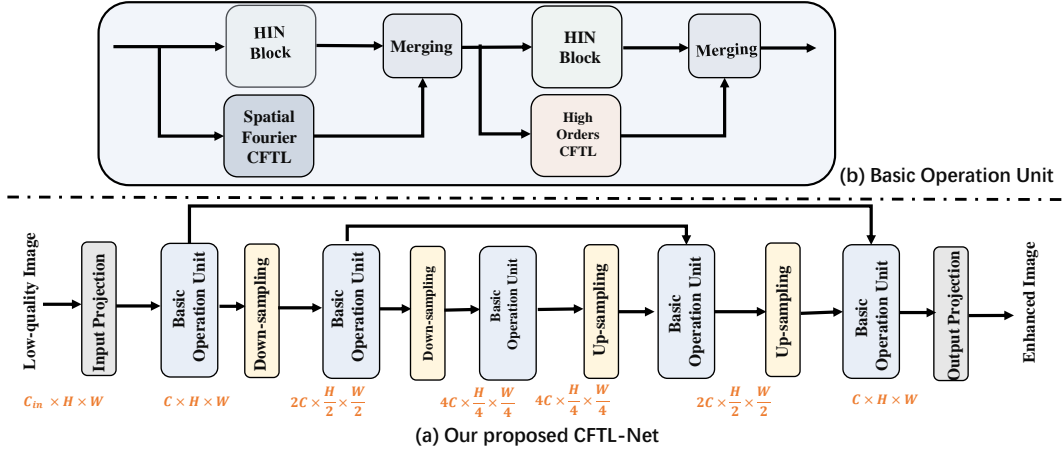 HIN
Block
Merging
HIN
Block
Merging
Spatial
Fourier
CFTL
High
Orders
CFTL
(b) Basic Operation Unit
Low-quality Image
Input Projection
Basic
Operation Unit
Down-sampling
Basic
Operation Unit
Down-sampling
Basic
Operation Unit
Up-sampling
Basic
Operation Unit
Up-sampling
Basic
Operation Unit
Output Projection
Enhanced Image
C_in × H × W
C × H × W
2C × H/2 × W/2
4C × H/4 × W/4
4C × H/4 × W/4
2C × H/2 × W/2
C × H × W
(a) Our proposed CFTL-Net